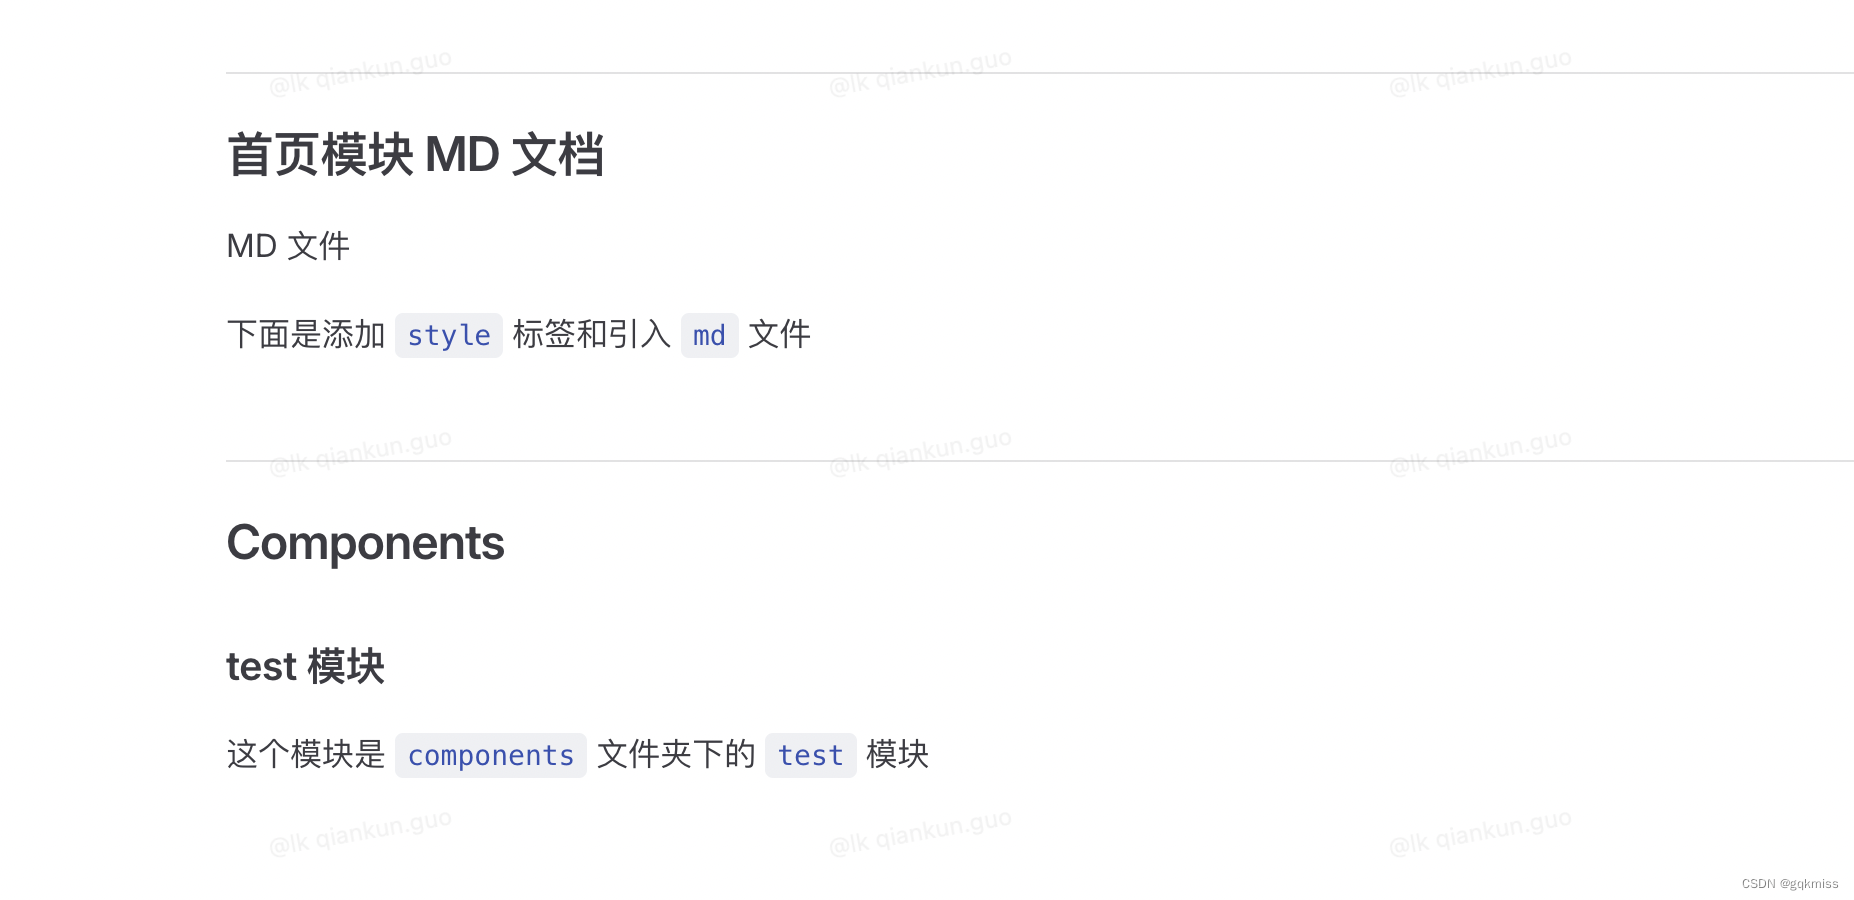 @lk qiankun.guo @lk qiankun.guo @lk qiankun.guo
首页模块 MD 文档
MD 文件
下面是添加 style 标签和引入 md 文件
@lk qiankun.guo @lk qiankun.guo @lk qiankun.guo
Components
test 模块
这个模块是 components 文件夹下的 test 模块
@lk qiankun.guo @lk qiankun.guo @lk qiankun.guo
CSDN @gqkmiss